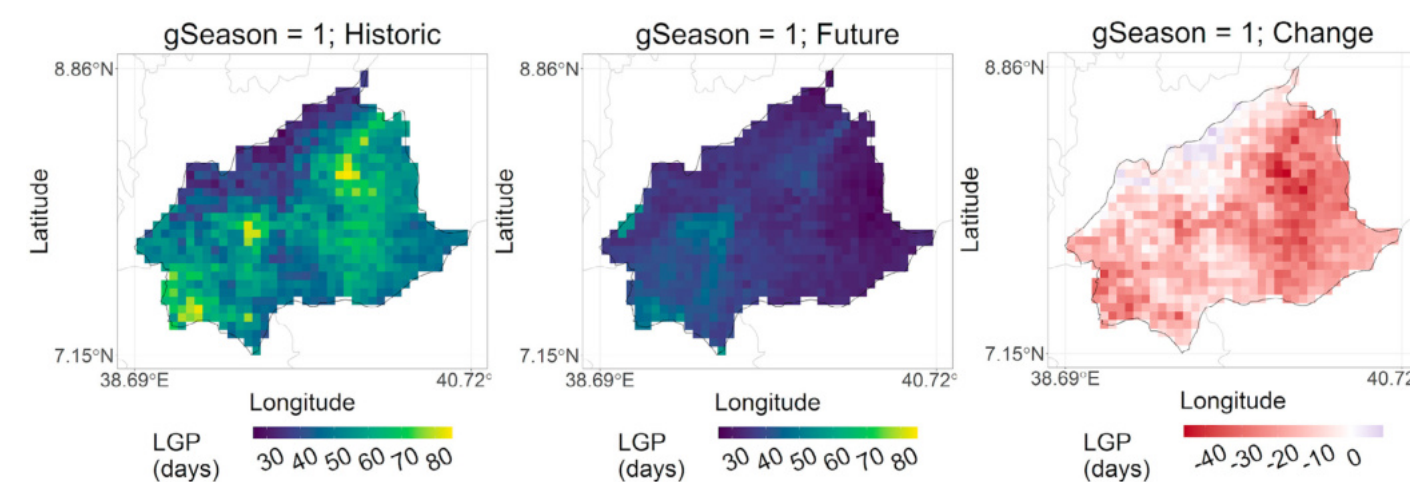 gSeason = 1; Historic
8.86°N
Latitude
7.15°N
38.69°E
40.72°
Longitude
LGP
(days)
30 40 50 60 70 80
gSeason = 1; Future
8.86°N
Latitude
7.15°N
38.69°E
40.72°
Longitude
LGP
(days)
30 40 50 60 70 80
gSeason = 1; Change
8.86°N
Latitude
7.15°N
38.69°E
40.72
Longitude
LGP
(days)
-40 -30 -20 -10 0